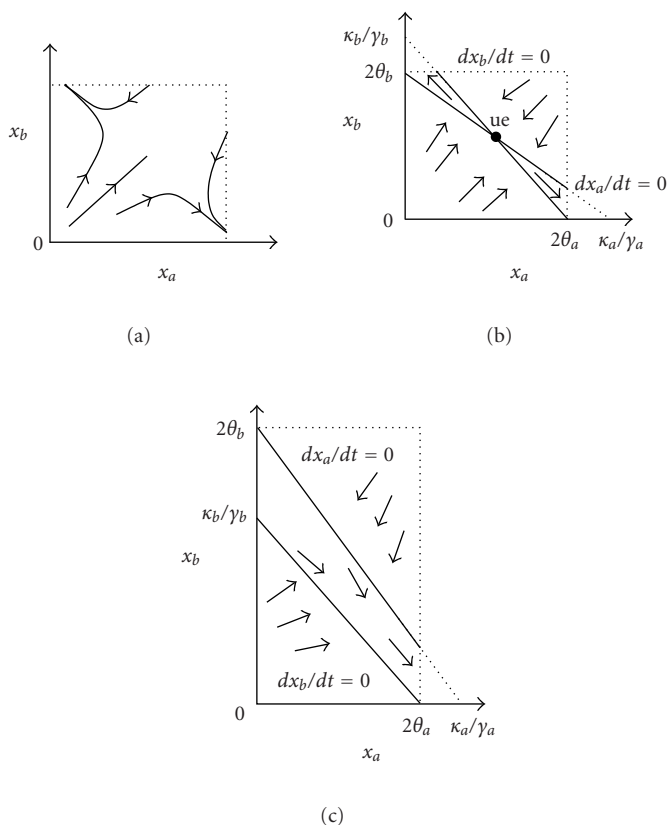 x_b
0
x_a
(a)
κ_b/γ_b
dx_b/dt = 0
2θ_b
x_b
ue
dx_a/dt = 0
0
2θ_a
κ_a/γ_a
x_a
(b)
2θ_b
dx_a/dt = 0
κ_b/γ_b
x_b
dx_b/dt = 0
0
2θ_a
κ_a/γ_a
x_a
(c)